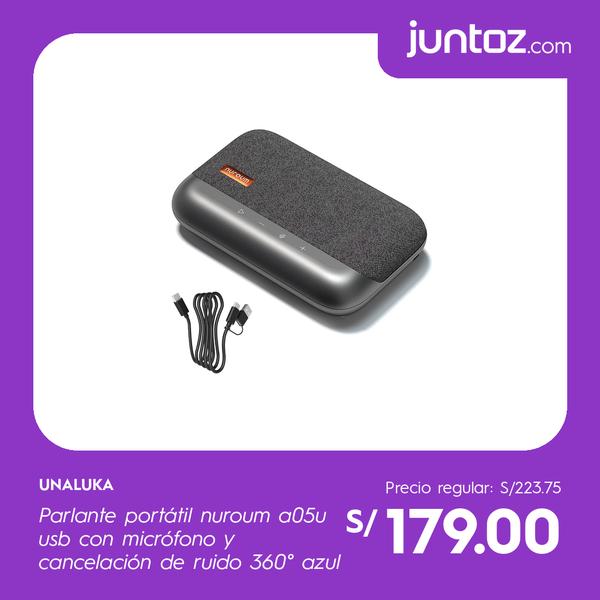 juntoz.com
nuroum
UNALUKA
Parlante portátil nuroum a05u
usb con micrófono y
cancelación de ruido 360° azul
Precio regular: S/223.75
S/179.00